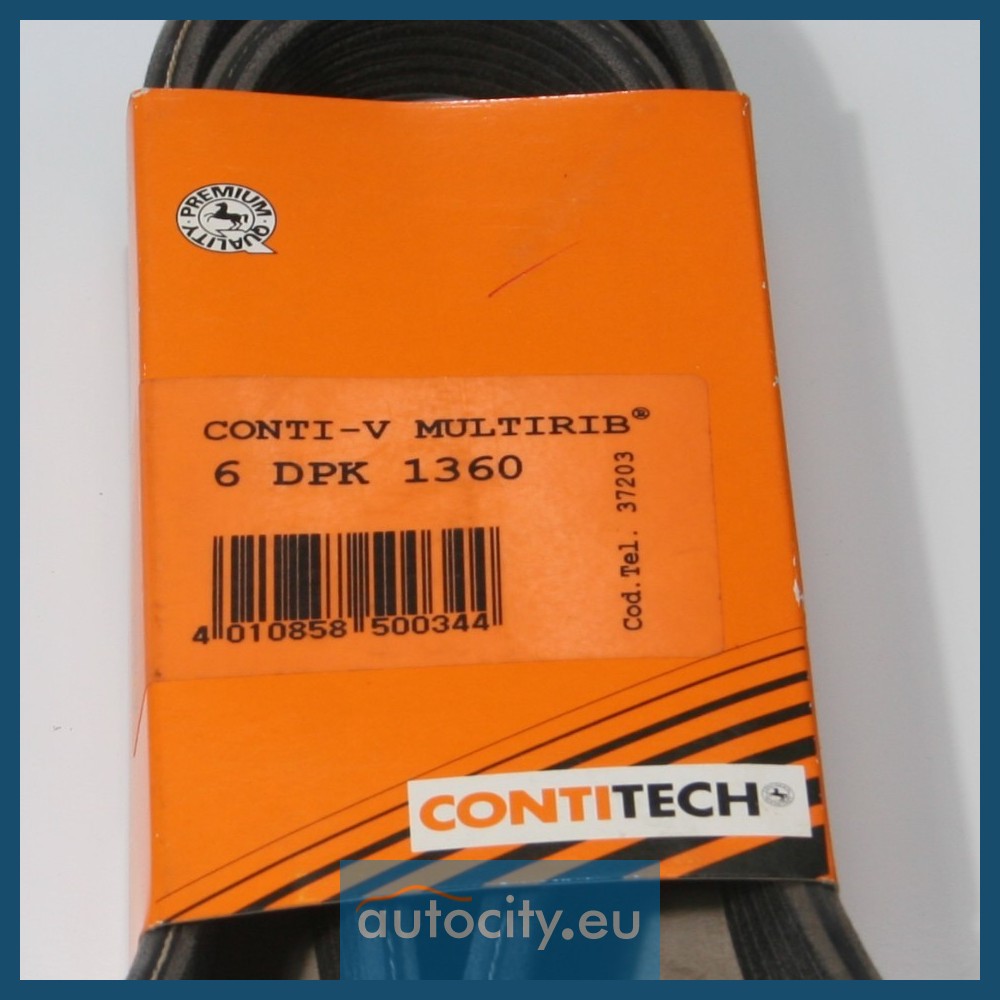 PREMIUM · QUALITY ·
CONTI-V MULTIRIB®
6 DPK 1360
Cod.Tel. 37203
4 010858 500344
CONTITECH
autocity.eu